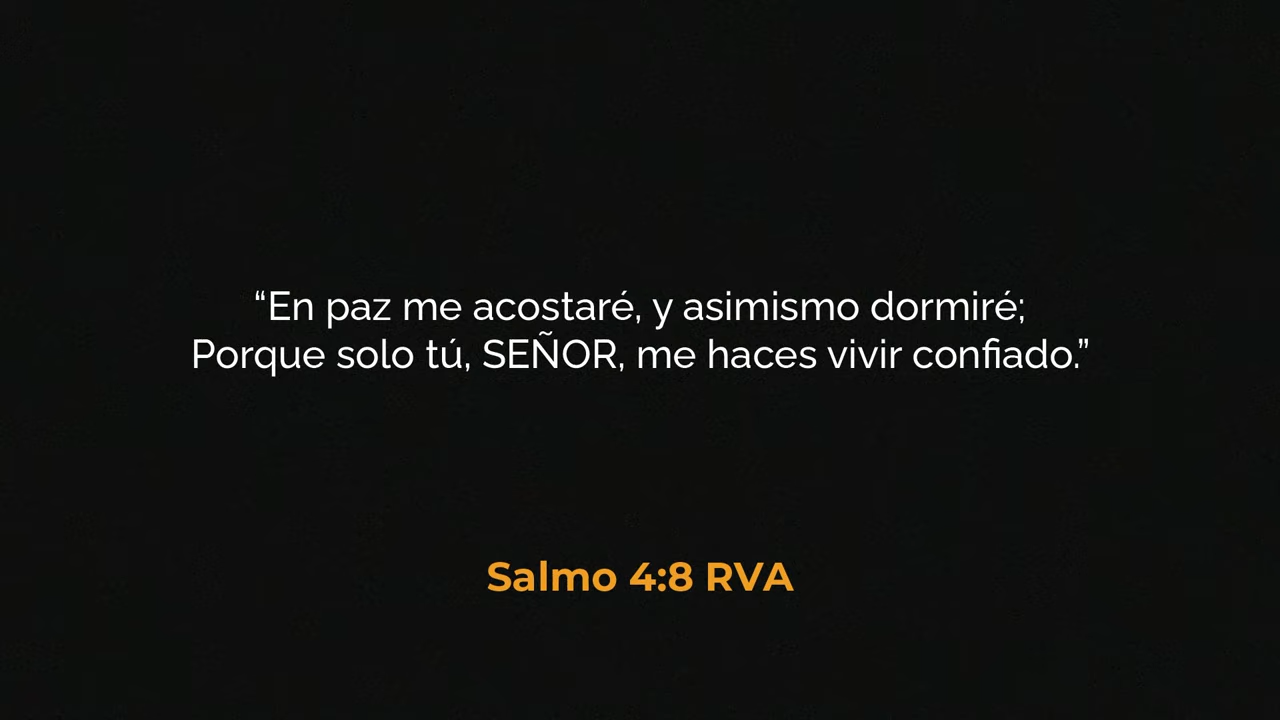 “En paz me acostaré, y asimismo dormiré;
Porque solo tú, SEÑOR, me haces vivir confiado.”
Salmo 4:8 RVA